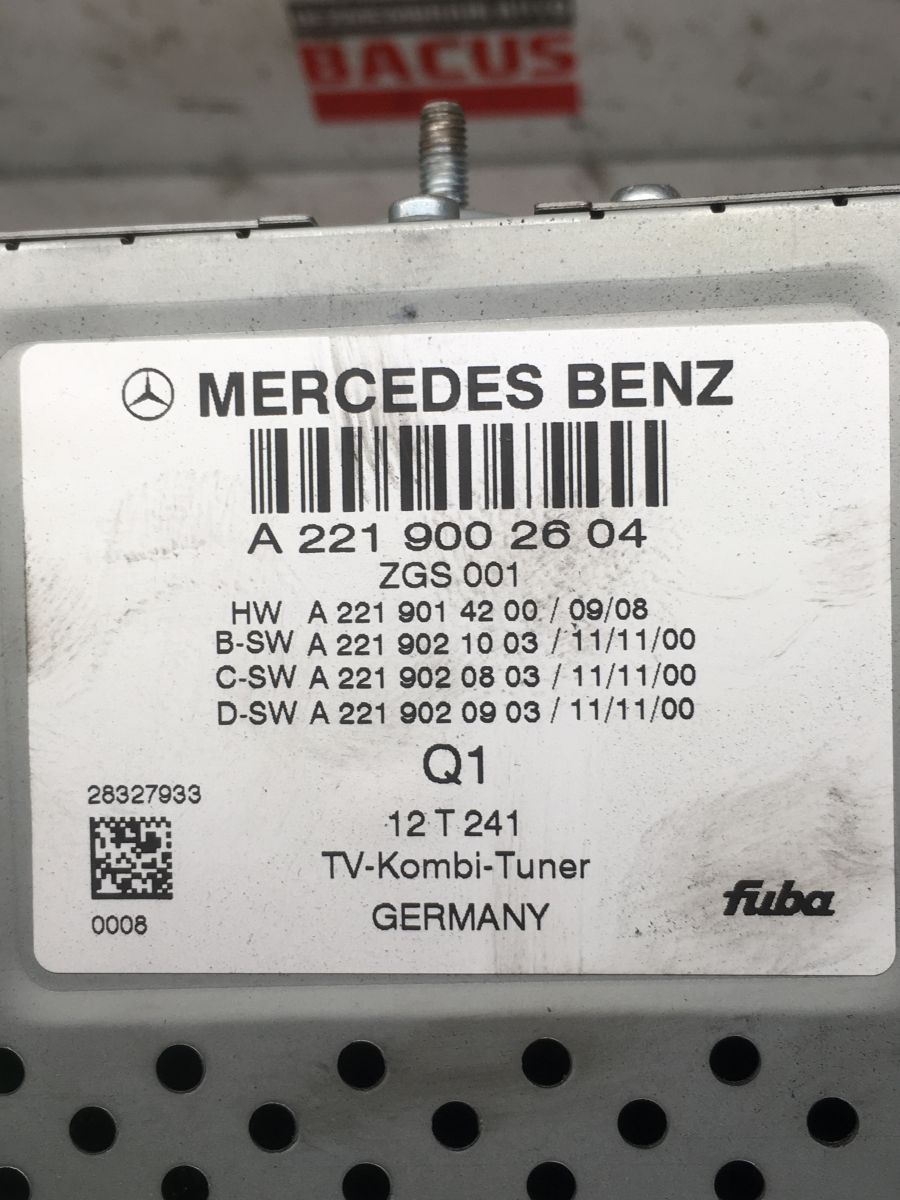 BACUS
MERCEDES BENZ
A 221 900 26 04
ZGS 001
HW A 221 901 42 00 / 09/08
B-SW A 221 902 10 03 / 11/11/00
C-SW A 221 902 08 03 / 11/11/00
D-SW A 221 902 09 03 / 11/11/00
Q1
28327933
12 T 241
TV-Kombi-Tuner
fuba
0008
GERMANY